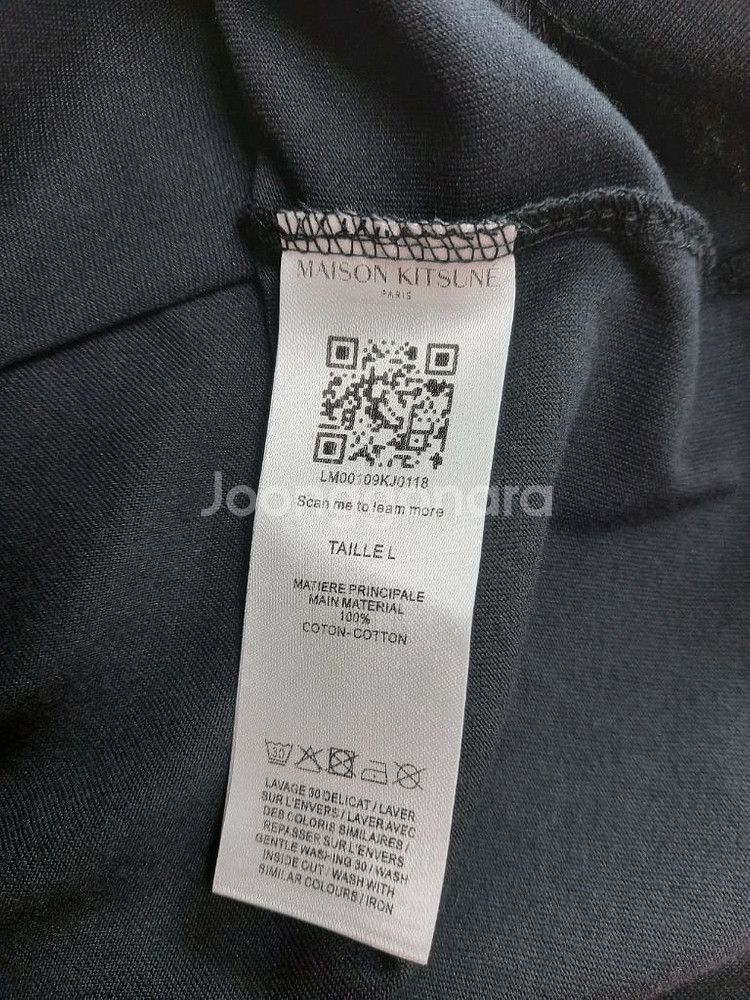 MAISON KITSUNÉ
PARIS
LM00109KJ0118
Joonggonara
Scan me to learn more
TAILLE L
MATIERE PRINCIPALE
MAIN MATERIAL
100%
COTON-COTTON
30
LAVAGE 30 DELICAT / LAVER
SUR L'ENVERS / LAVER AVEC
DES COLORIS SIMILAIRES /
REPASSER SUR L'ENVERS
GENTLE WASHING 30 / WASH
INSIDE OUT / WASH WITH
SIMILAR COLOURS / IRON